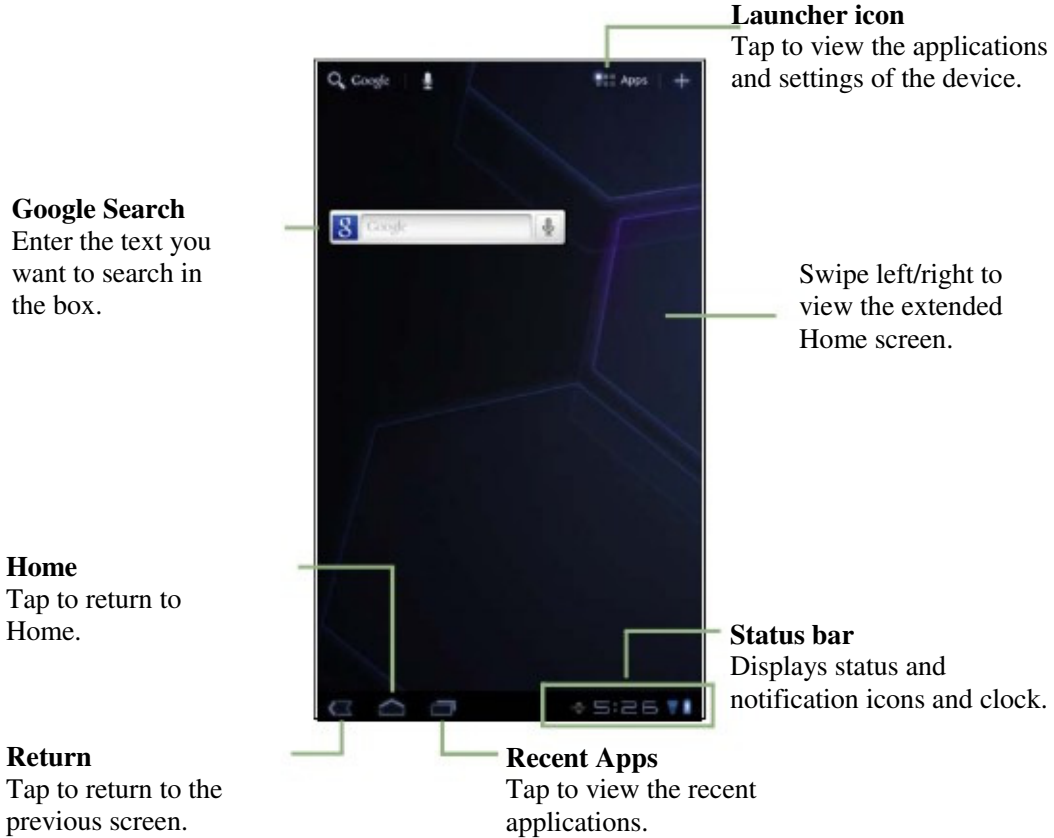 Launcher icon
Tap to view the applications
and settings of the device.
Google
Apps
Google Search
Enter the text you
want to search in
the box.
g Google
Swipe left/right to
view the extended
Home screen.
Home
Tap to return to
Home.
Status bar
Displays status and
notification icons and clock.
5:26
Return
Tap to return to the
previous screen.
Recent Apps
Tap to view the recent
applications.